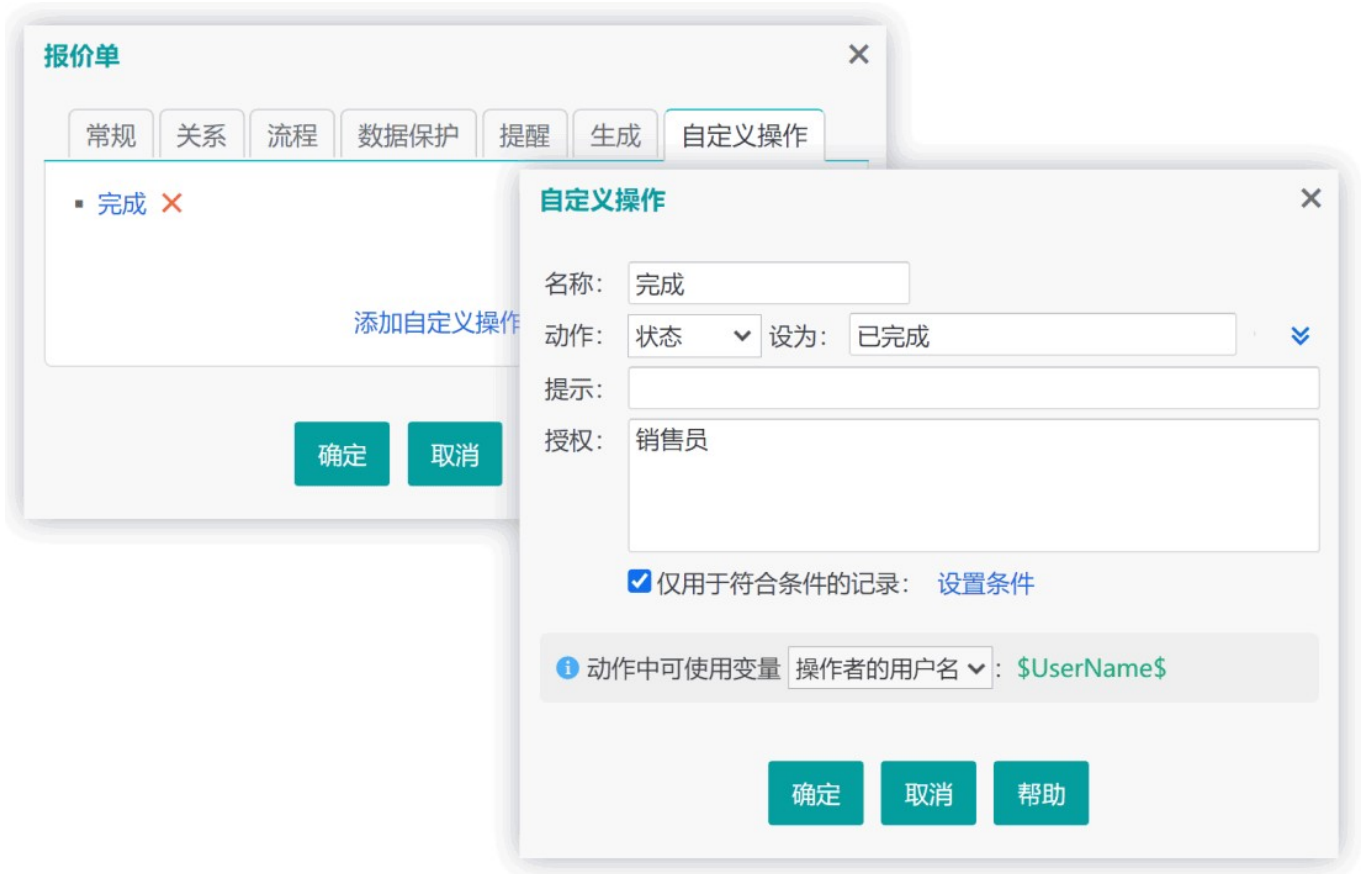 报价单
常规 关系 流程 数据保护 提醒 生成 自定义操作
完成
添加自定义操作
确定 取消
自定义操作
名称： 完成
动作： 状态 设为： 已完成
提示：
授权： 销售员
仅用于符合条件的记录： 设置条件
动作中可使用变量 操作者的用户名 : $UserName$
确定 取消 帮助